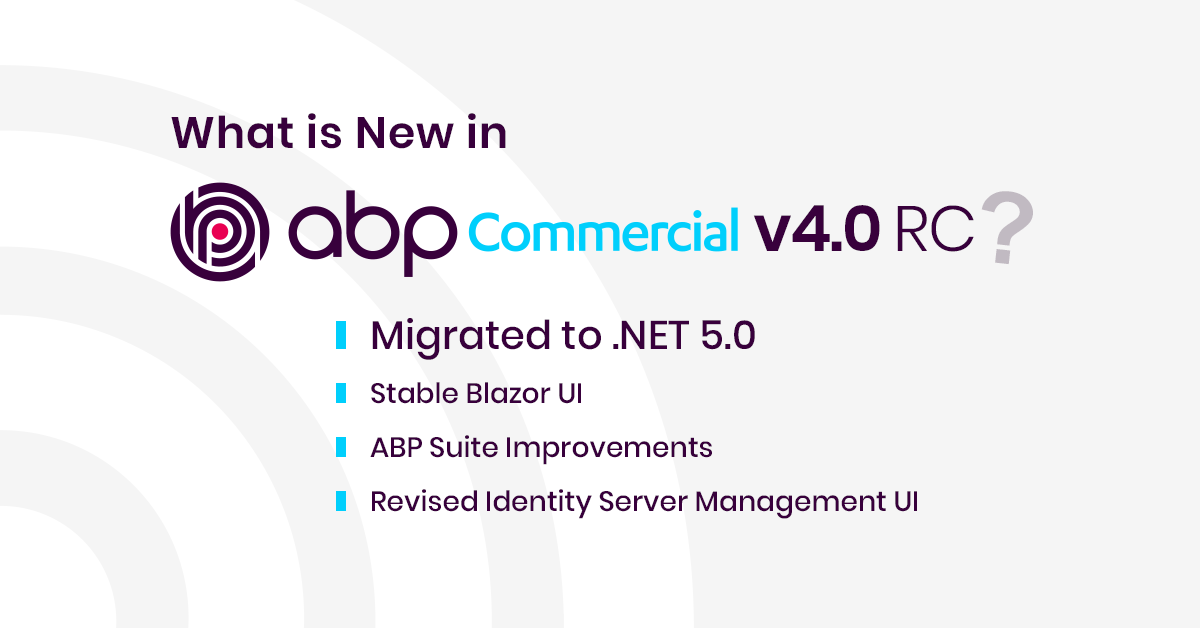 What is New in
abp Commercial v4.0 RC?
Migrated to .NET 5.0
Stable Blazor UI
ABP Suite Improvements
Revised Identity Server Management UI